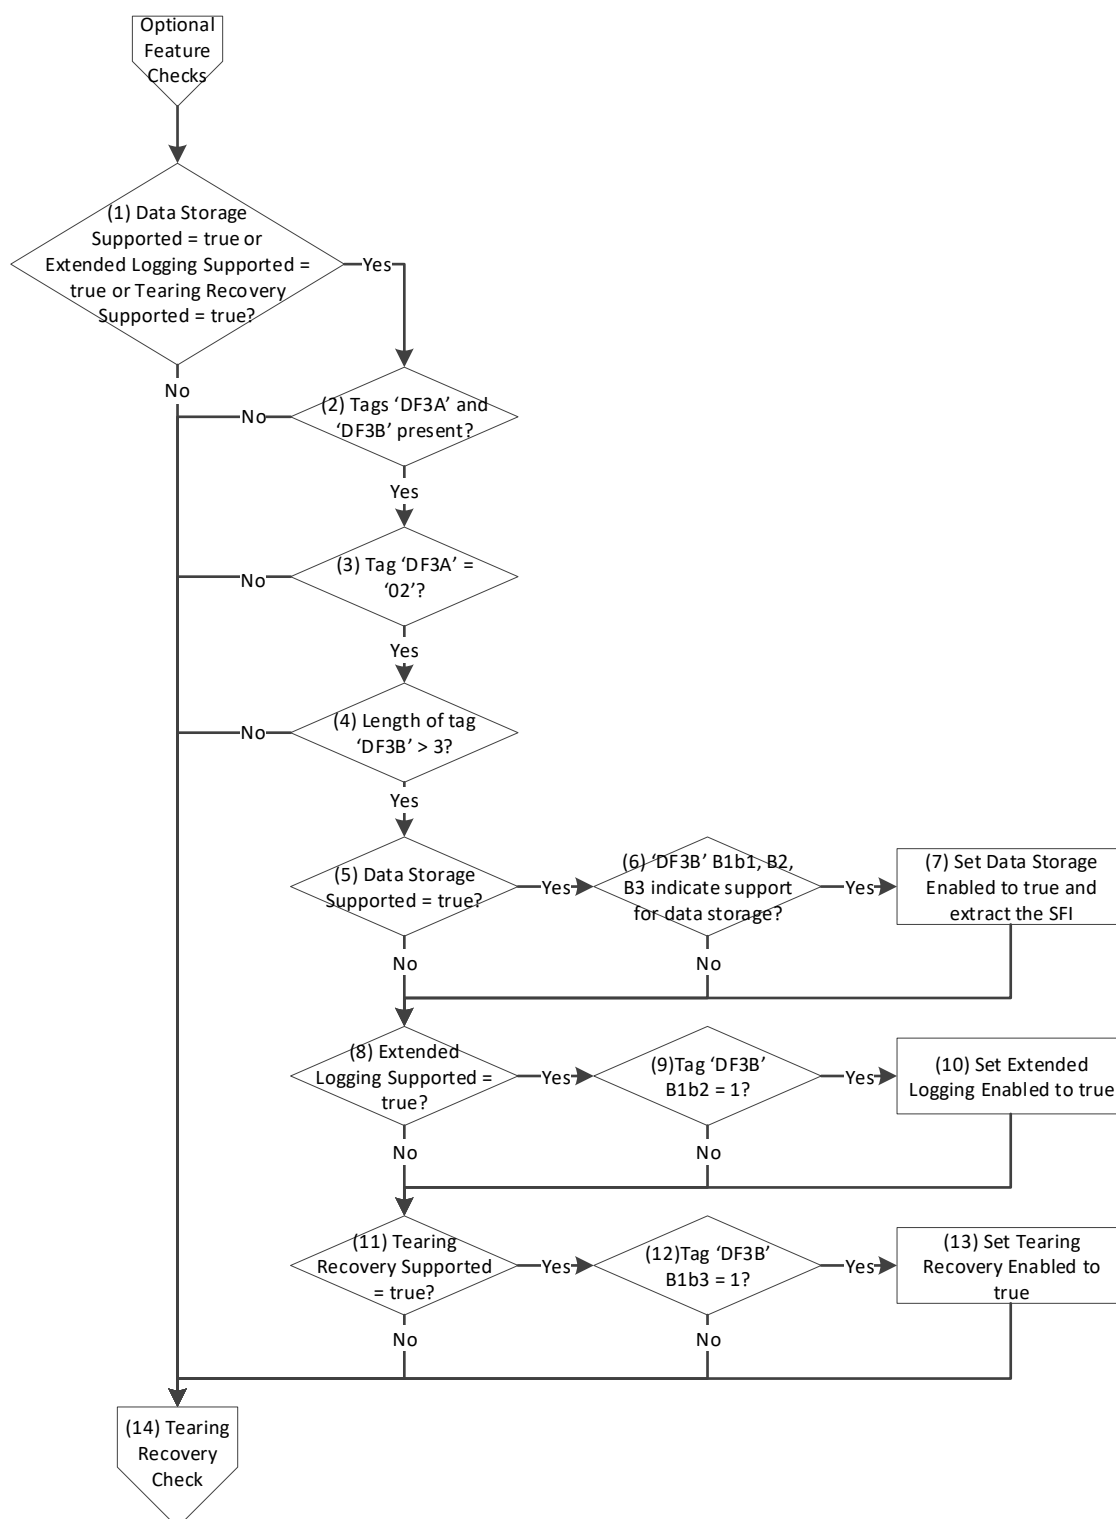 Optional
Feature
Checks
(1) Data Storage
Supported = true or
Extended Logging Supported =
true or Tearing Recovery
Supported = true?
Yes
No
(2) Tags ‘DF3A’ and
‘DF3B’ present?
No
Yes
(3) Tag ‘DF3A’ =
‘02’?
No
Yes
(4) Length of tag
‘DF3B’ > 3?
No
Yes
(5) Data Storage
Supported = true?
Yes
(6) ‘DF3B’ B1b1, B2,
B3 indicate support
for data storage?
Yes
(7) Set Data Storage
Enabled to true and
extract the SFI
No
No
(8) Extended
Logging Supported =
true?
Yes
(9)Tag ‘DF3B’
B1b2 = 1?
Yes
(10) Set Extended
Logging Enabled to true
No
No
(11) Tearing
Recovery Supported
= true?
Yes
(12)Tag ‘DF3B’
B1b3 = 1?
Yes
(13) Set Tearing
Recovery Enabled to
true
No
No
(14) Tearing
Recovery
Check